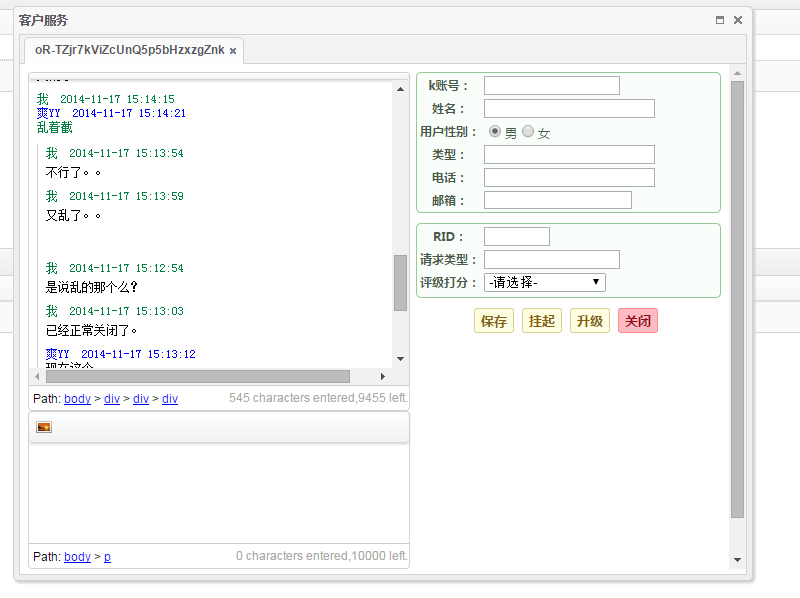 客户服务
oR-TZjr7kViZcUnQ5p5bHzxzgZnk ×
我 2014-11-17 15:14:15
爽YY 2014-11-17 15:14:21
乱着截
我 2014-11-17 15:13:54
不行了。。
我 2014-11-17 15:13:59
又乱了。。
我 2014-11-17 15:12:54
是说乱的那个么?
我 2014-11-17 15:13:03
已经正常关闭了。
爽YY 2014-11-17 15:13:12
现在这个
Path: body > div > div > div
545 characters entered,9455 left.
Path: body > p
0 characters entered,10000 left.
k账号：
姓名：
用户性别： 男 女
类型：
电话：
邮箱：
RID：
请求类型：
评级打分： -请选择-
保存 挂起 升级 关闭